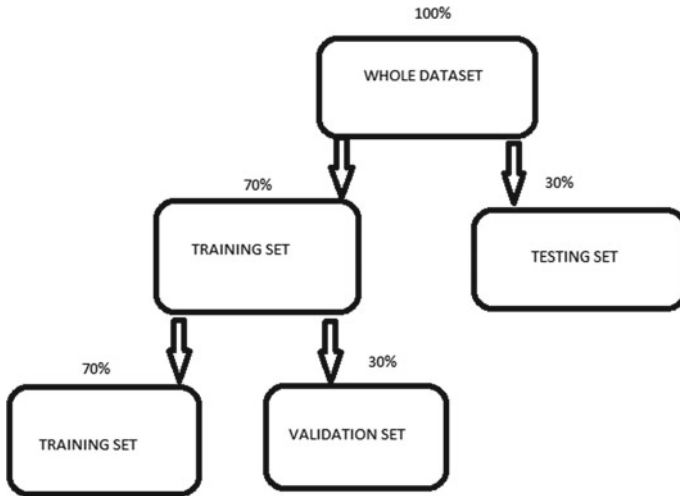 100%
WHOLE DATASET
70%
30%
TRAINING SET
TESTING SET
70%
30%
TRAINING SET
VALIDATION SET